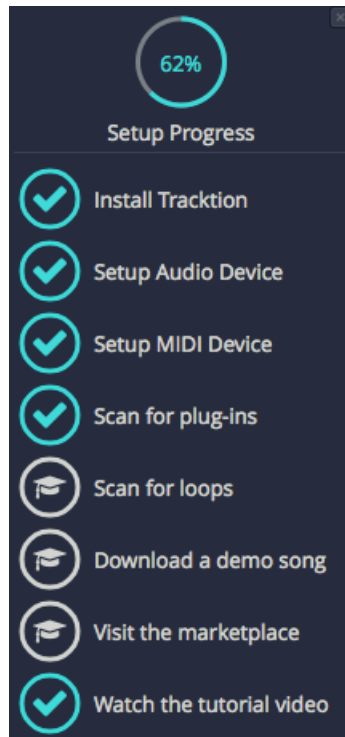 62%
Setup Progress
Install Tracktion
Setup Audio Device
Setup MIDI Device
Scan for plug-ins
Scan for loops
Download a demo song
Visit the marketplace
Watch the tutorial video